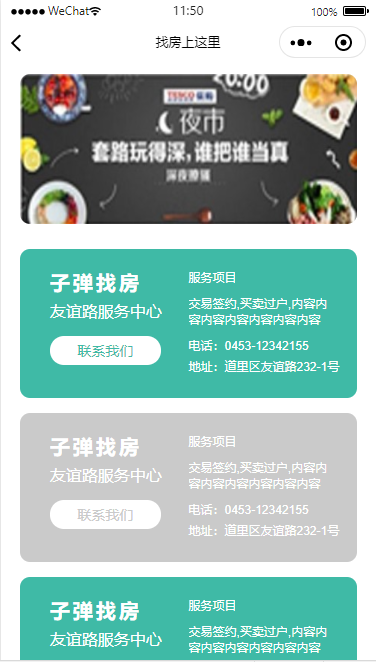 WeChat
11:50
100%
找房上这里
TESCO 乐购
夜市
套路玩得深,谁把谁当真
深夜撩铺
子弹找房
友谊路服务中心
联系我们
服务项目
交易签约,买卖过户,内容内
容内容内容内容内容内容
电话：0453-12342155
地址：道里区友谊路232-1号
子弹找房
友谊路服务中心
联系我们
服务项目
交易签约,买卖过户,内容内
容内容内容内容内容内容
电话：0453-12342155
地址：道里区友谊路232-1号
子弹找房
友谊路服务中心
服务项目
交易签约,买卖过户,内容内
容内容内容内容内容内容